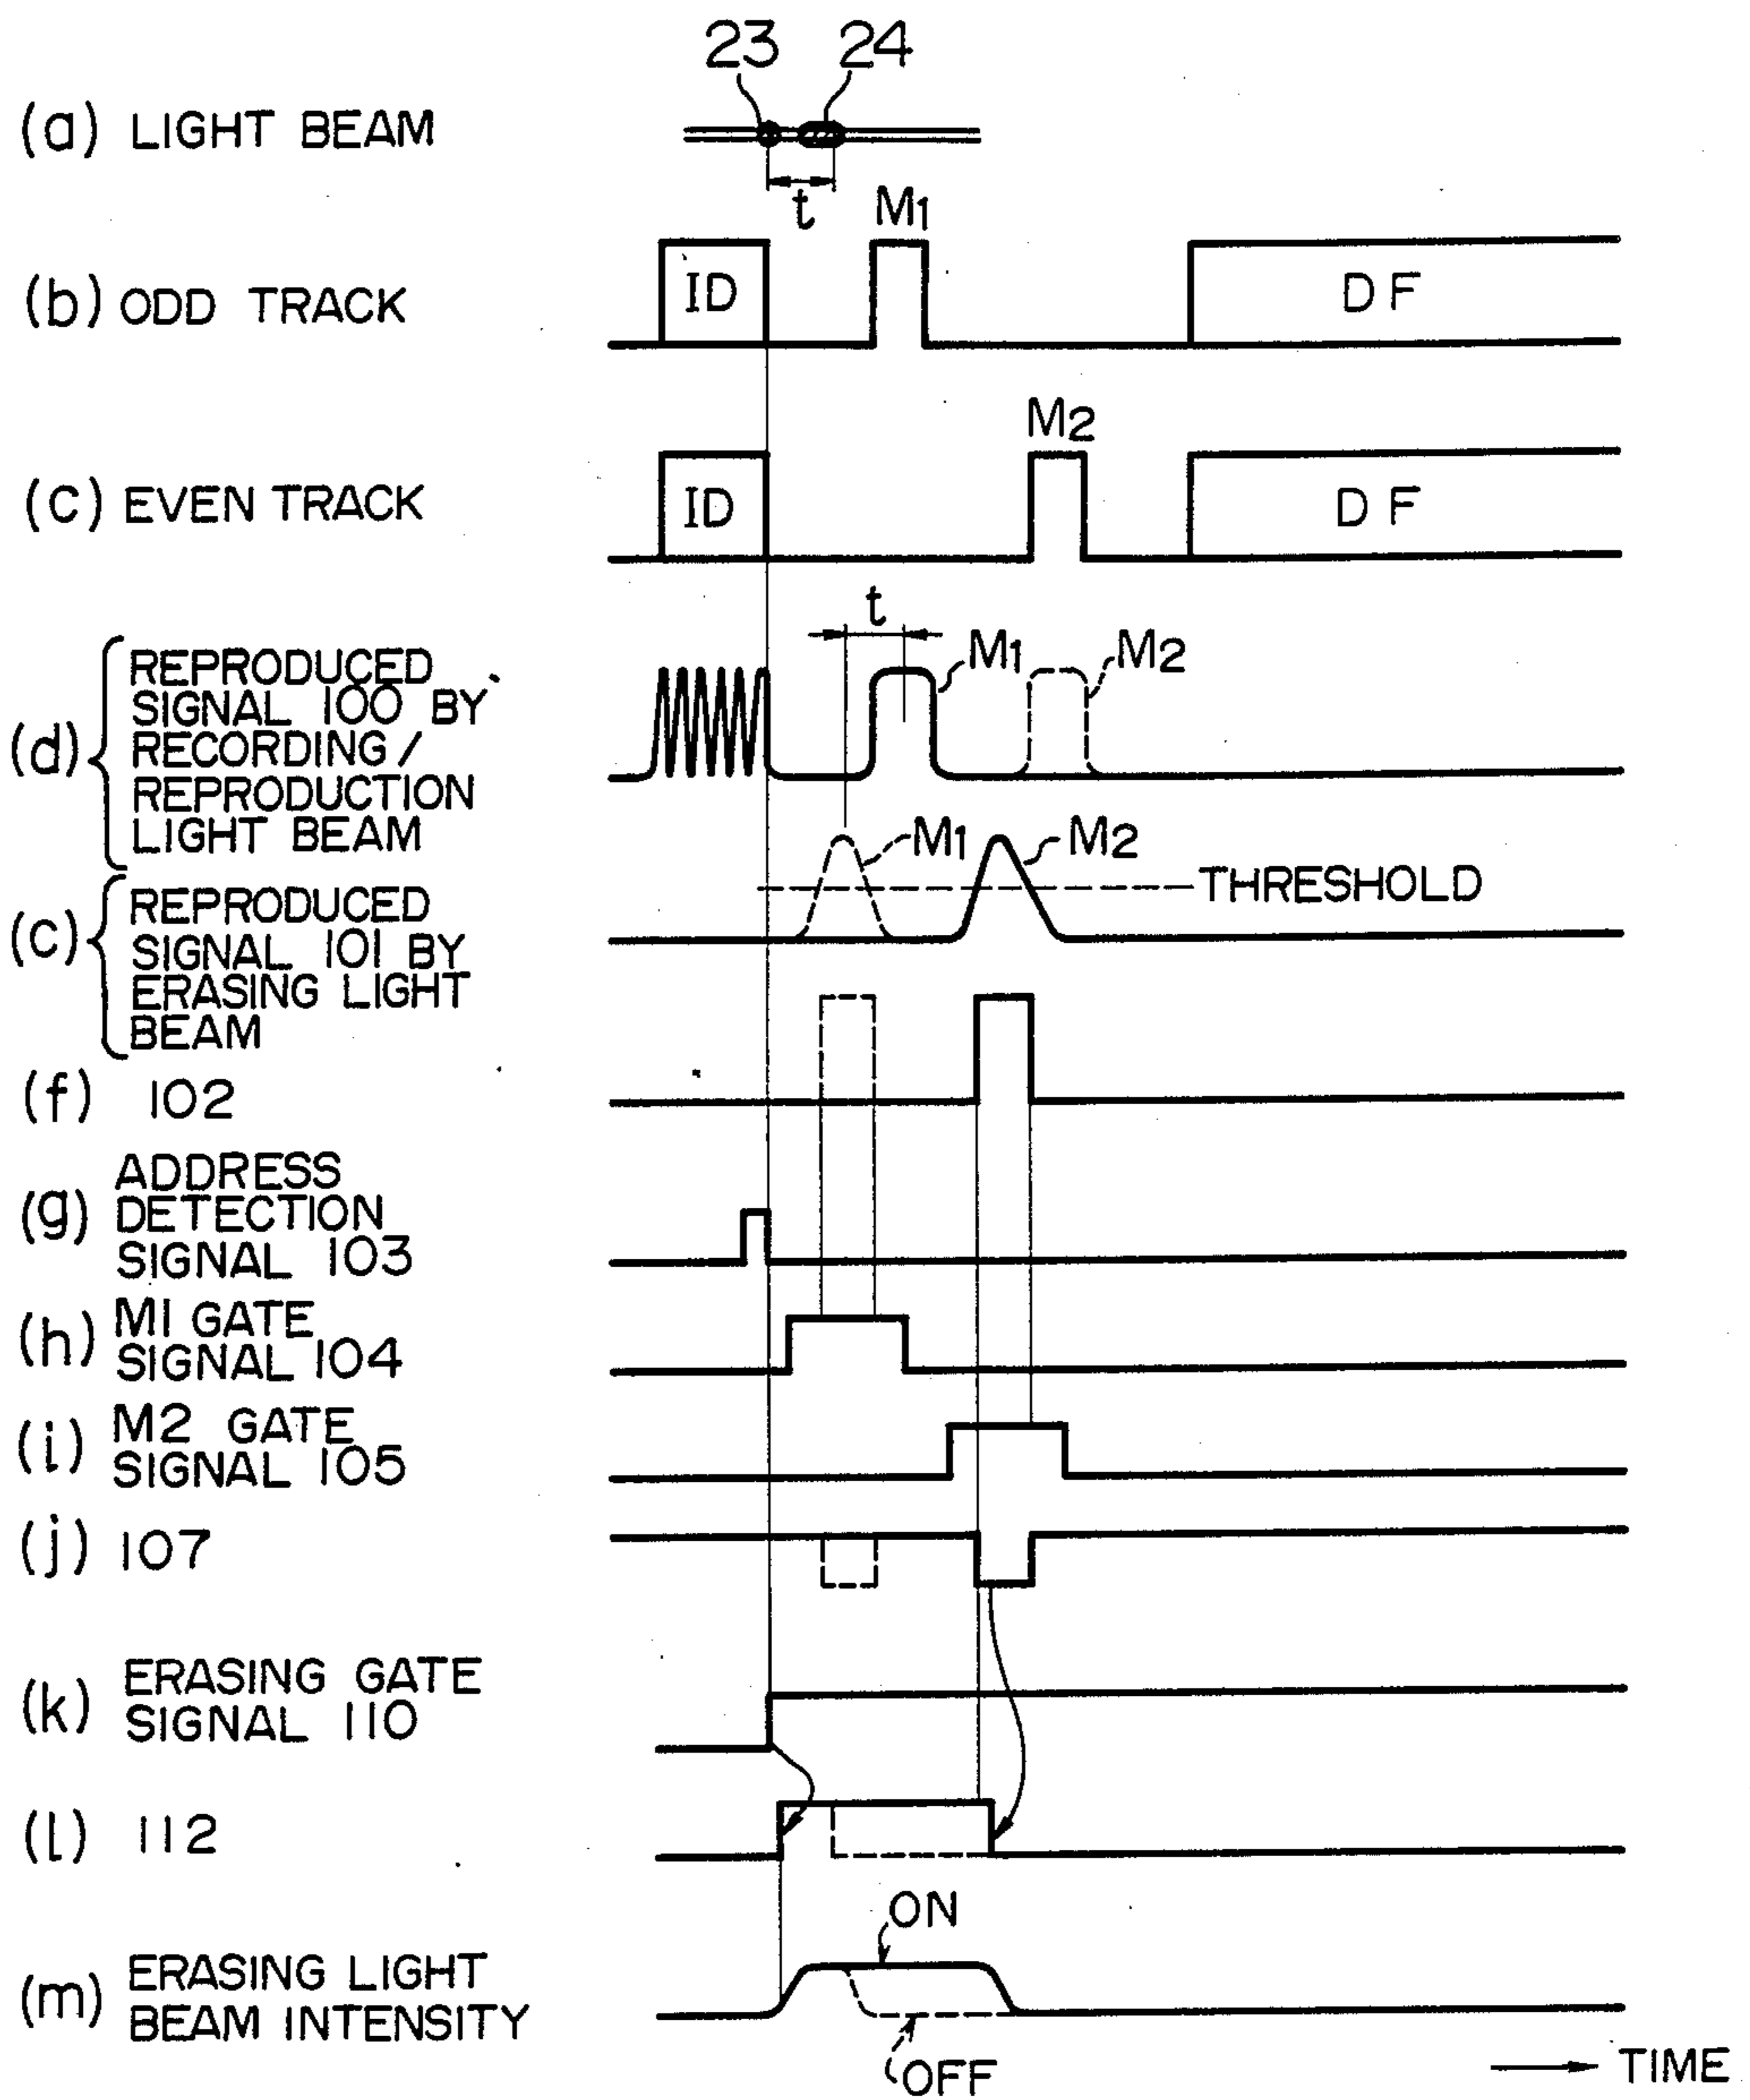 23 24
(a) LIGHT BEAM
t
M1
(b) ODD TRACK
ID
DF
M2
(c) EVEN TRACK
ID
DF
t
(d) REPRODUCED
SIGNAL 100 BY
RECORDING/
REPRODUCTION
LIGHT BEAM
M1
M2
(c) REPRODUCED
SIGNAL 101 BY
ERASING LIGHT
BEAM
M1
M2
THRESHOLD
(f) 102
(g) ADDRESS
DETECTION
SIGNAL 103
(h) M1 GATE
SIGNAL 104
(i) M2 GATE
SIGNAL 105
(j) 107
(k) ERASING GATE
SIGNAL 110
(l) 112
ON
(m) ERASING LIGHT
BEAM INTENSITY
OFF
TIME